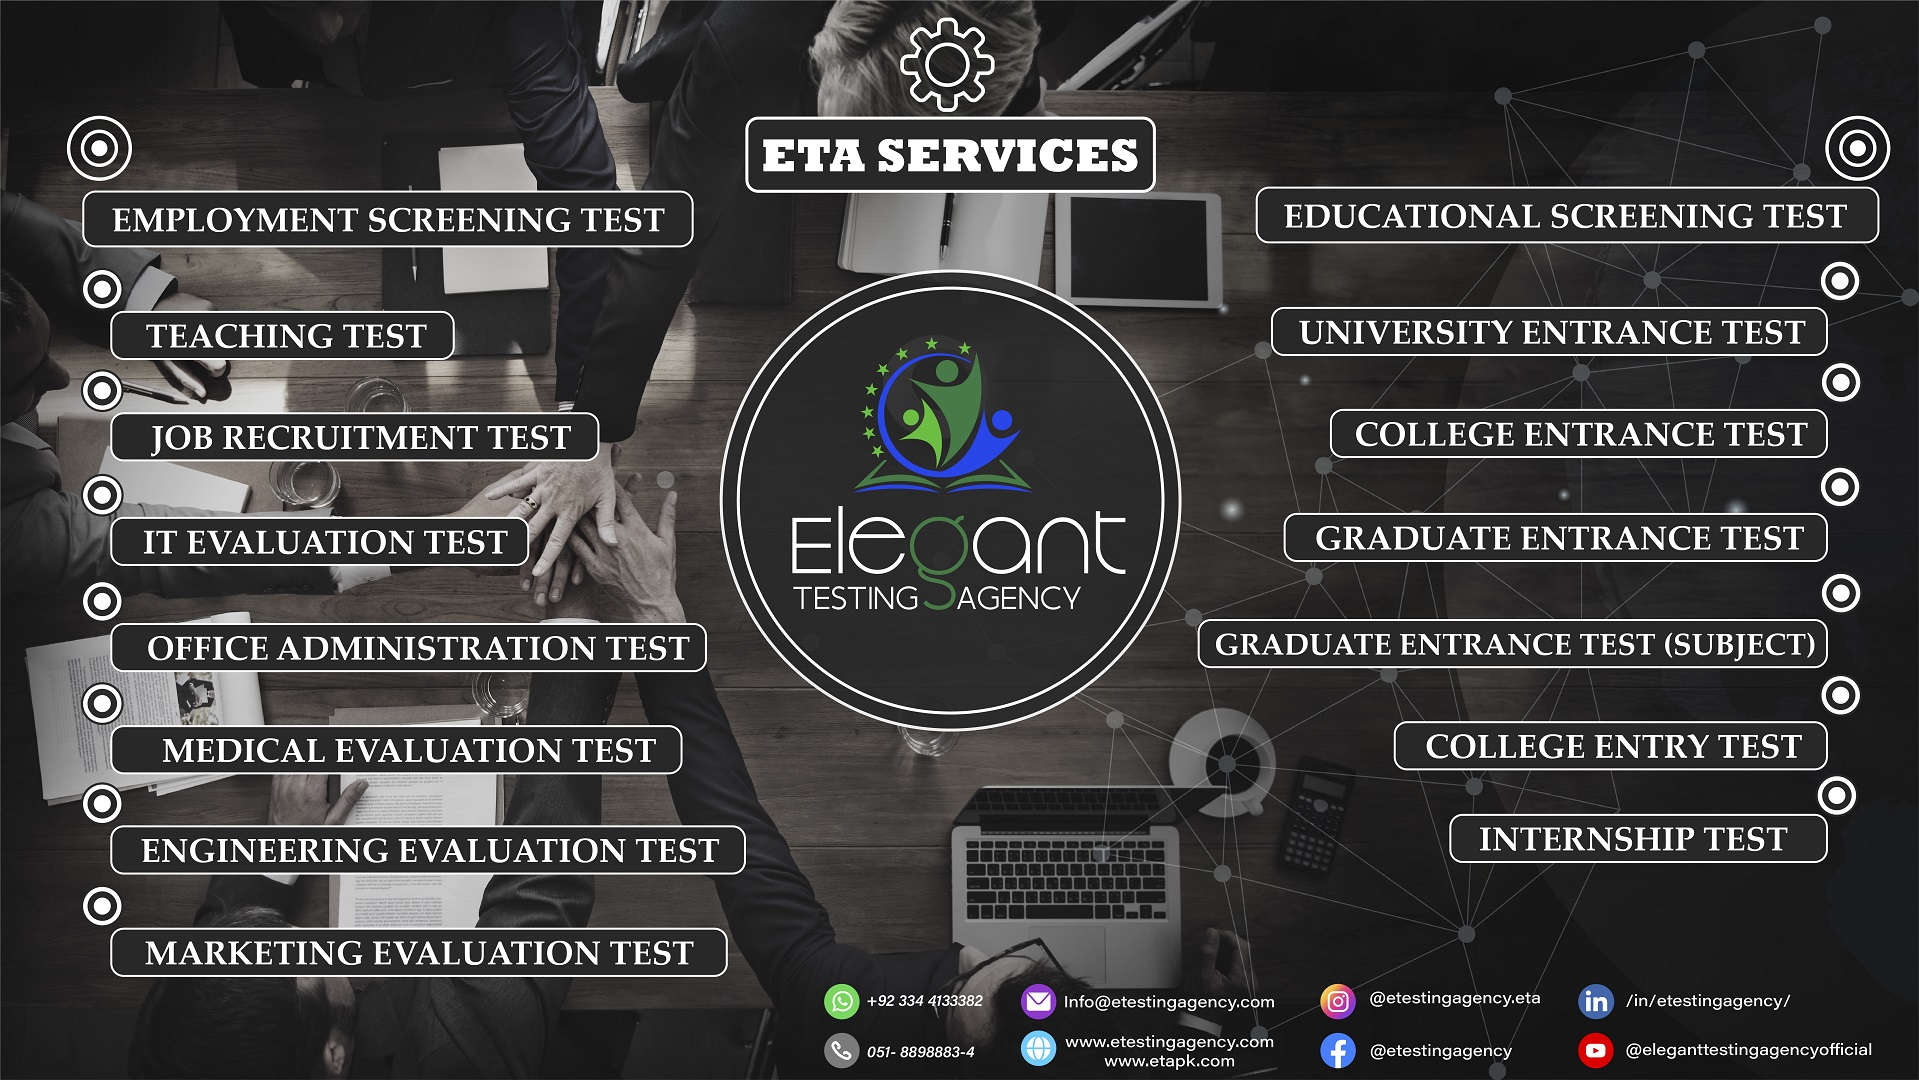 ETA SERVICES
EMPLOYMENT SCREENING TEST
TEACHING TEST
JOB RECRUITMENT TEST
IT EVALUATION TEST
OFFICE ADMINISTRATION TEST
MEDICAL EVALUATION TEST
ENGINEERING EVALUATION TEST
MARKETING EVALUATION TEST
Elegant
TESTING AGENCY
EDUCATIONAL SCREENING TEST
UNIVERSITY ENTRANCE TEST
COLLEGE ENTRANCE TEST
GRADUATE ENTRANCE TEST
GRADUATE ENTRANCE TEST (SUBJECT)
COLLEGE ENTRY TEST
INTERNSHIP TEST
+92 334 4133382
051- 8898883-4
Info@etestingagency.com
www.etestingagency.com
www.etapk.com
@etestingagency.eta
@etestingagency
/in/etestingagency/
@eleganttestingagencyofficial